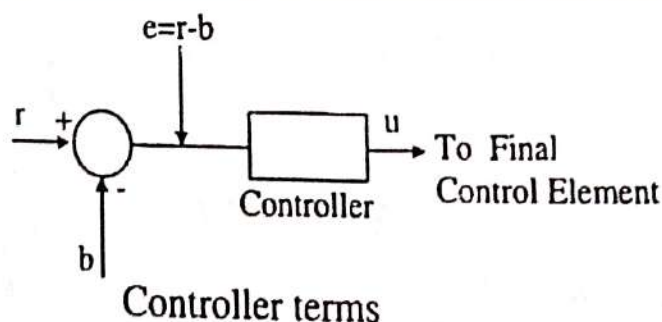 e=r-b
r
+
u
To Final
Control Element
-
Controller
b
Controller terms